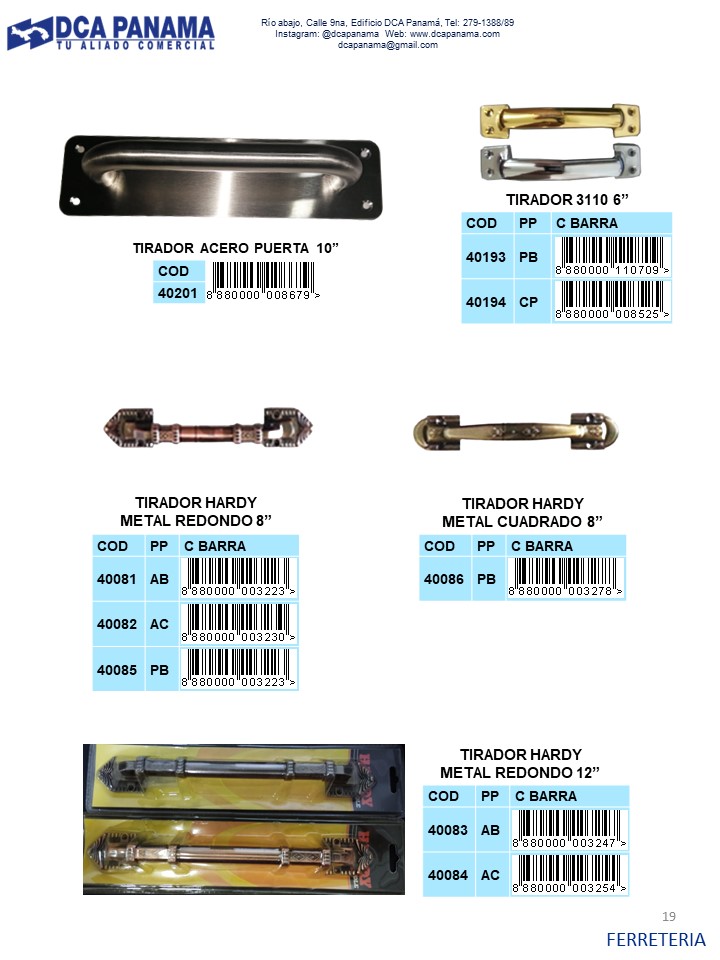 DCA PANAMA
TU ALIADO COMERCIAL
Río abajo, Calle 9na, Edificio DCA Panamá, Tel: 279-1388/89
Instagram: @dcapanama Web: www.dcapanama.com
dcapanama@gmail.com
TIRADOR ACERO PUERTA 10”
COD
40201
8 880000 008679 >
TIRADOR 3110 6”
COD PP C BARRA
40193 PB 8 880000 110709 >
40194 CP 8 880000 008525 >
TIRADOR HARDY
METAL REDONDO 8”
COD PP C BARRA
40081 AB 8 880000 003223 >
40082 AC 8 880000 003230 >
40085 PB 8 880000 003223 >
TIRADOR HARDY
METAL CUADRADO 8”
COD PP C BARRA
40086 PB 8 880000 003278 >
TIRADOR HARDY
METAL REDONDO 12”
COD PP C BARRA
40083 AB 8 880000 003247 >
40084 AC 8 880000 003254 >
19
FERRETERIA